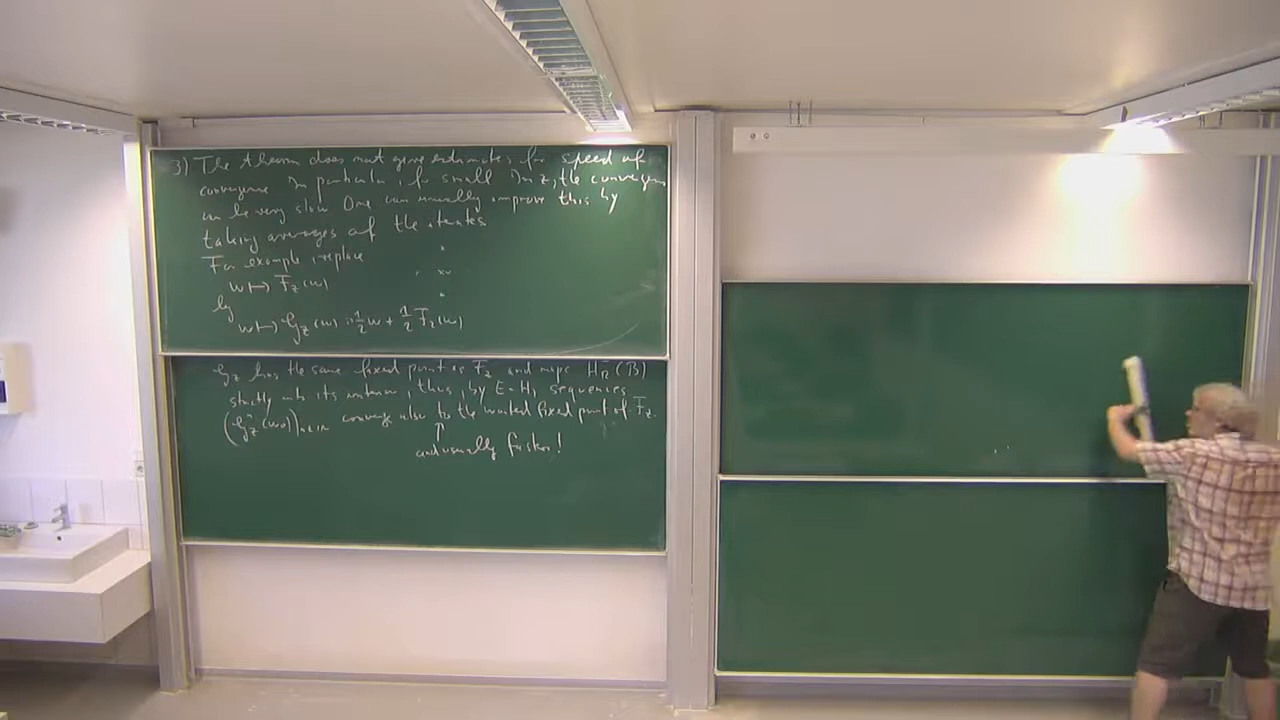 3) The theorem does not give estimates for speed of
convergence. In particular, for small Im z, the convergence
can be very slow. One can usually improve this by
taking averages of the iterates.
For example, replace
w ↦ F_z(w)
by
w ↦ G_z(w) := 1/2 w + 1/2 F_z(w)
G_z has the same fixed point as F_z and maps H_R^-(B)
strictly into its interior, thus, by E-H, sequences
(G_z^n(w_0))_{n∈ℕ} converge also to the wanted fixed point of F_z.
↑
and usually faster!